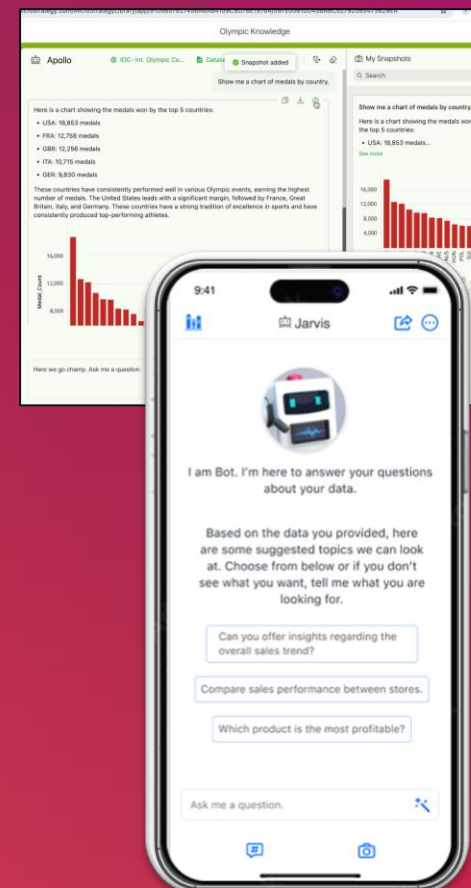 Olympic Knowledge
Apollo
IOC- Int. Olympic Co...
Snapshot added
My Snapshots
Search
Show me a chart of medals by country.
Here is a chart showing the medals won by the top 5 countries:
• USA: 18,853 medals
• FRA: 12,758 medals
• GBR: 12,256 medals
• ITA: 10,715 medals
• GER: 9,830 medals
These countries have consistently performed well in various Olympic events, earning the highest
number of medals. The United States leads with a significant margin, followed by France, Great
Britain, Italy, and Germany. These countries have a strong tradition of excellence in sports and have
consistently produced top-performing athletes.
16,000
12,000
8,000
Medal_Count
Here we go champ. Ask me a question.
Show me a chart of medals by country
Here is a chart showing the medals won
the top 5 countries:
• USA: 18,853 medals...
See more
16,000
12,000
8,000
4,000
9:41
Jarvis
I am Bot. I'm here to answer your questions
about your data.
Based on the data you provided, here
are some suggested topics we can look
at. Choose from below or if you don't
see what you want, tell me what you are
looking for.
Can you offer insights regarding the
overall sales trend?
Compare sales performance between stores.
Which product is the most profitable?
Ask me a question.